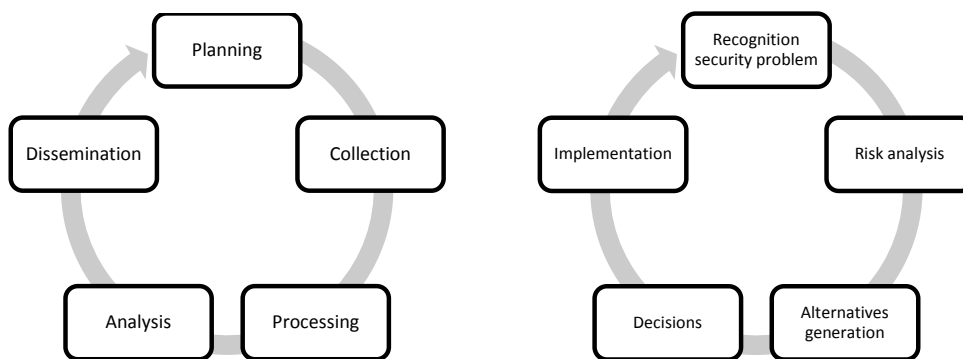 Planning
Collection
Processing
Analysis
Dissemination
Recognition
security problem
Risk analysis
Alternatives
generation
Decisions
Implementation